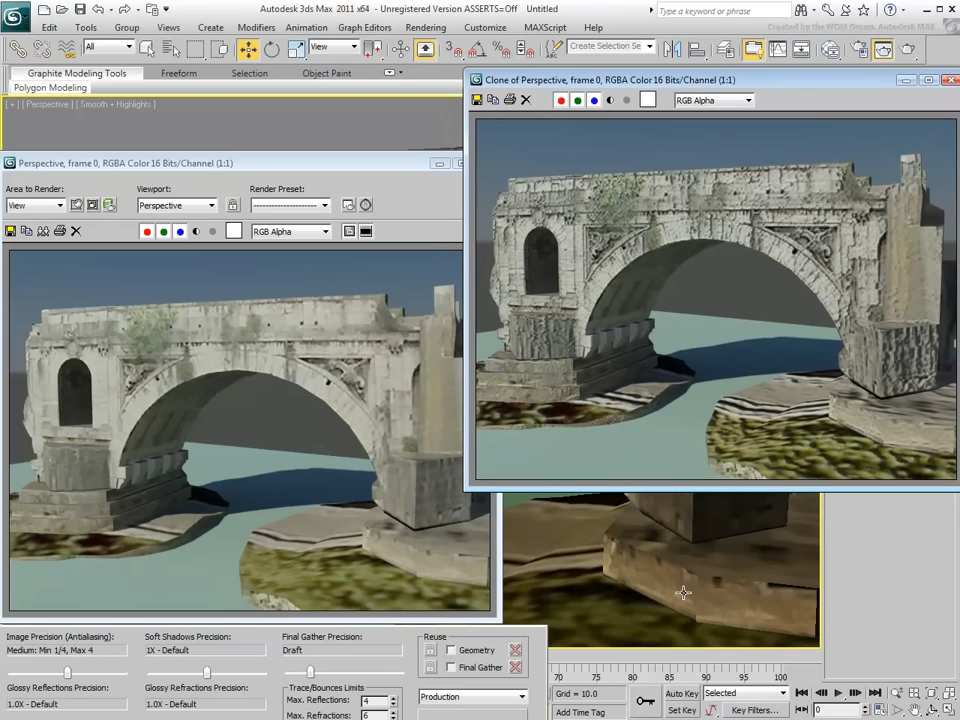 Autodesk 3ds Max 2011 x64 - Unregistered Version ASSERTS=Off Untitled
Type a keyword or phrase
Edit Tools Group Views Create Modifiers Animation Graph Editors Rendering Customize MAXScript Help
Created with by the WDM Group, Autodesk M&E
All View Create Selection Se
Graphite Modeling Tools Freeform Selection Object Paint
Polygon Modeling
[ + ] [ Perspective ] [ Smooth + Highlights ]
Clone of Perspective, frame 0, RGBA Color 16 Bits/Channel (1:1)
RGB Alpha
Perspective, frame 0, RGBA Color 16 Bits/Channel (1:1)
Area to Render: Viewport: Render Preset:
View Perspective
RGB Alpha
Image Precision (Antialiasing): Soft Shadows Precision: Final Gather Precision: Reuse
Medium: Min 1/4, Max 4 1X - Default Draft Geometry
Final Gather
Glossy Reflections Precision: Glossy Refractions Precision: Trace/Bounces Limits
1.0X - Default 1.0X - Default Max. Reflections: 4 Production
Max. Refractions: 6
70 75 80 85 90 95 100
Grid = 10.0 Auto Key Selected
Add Time Tag Set Key Key Filters... 0